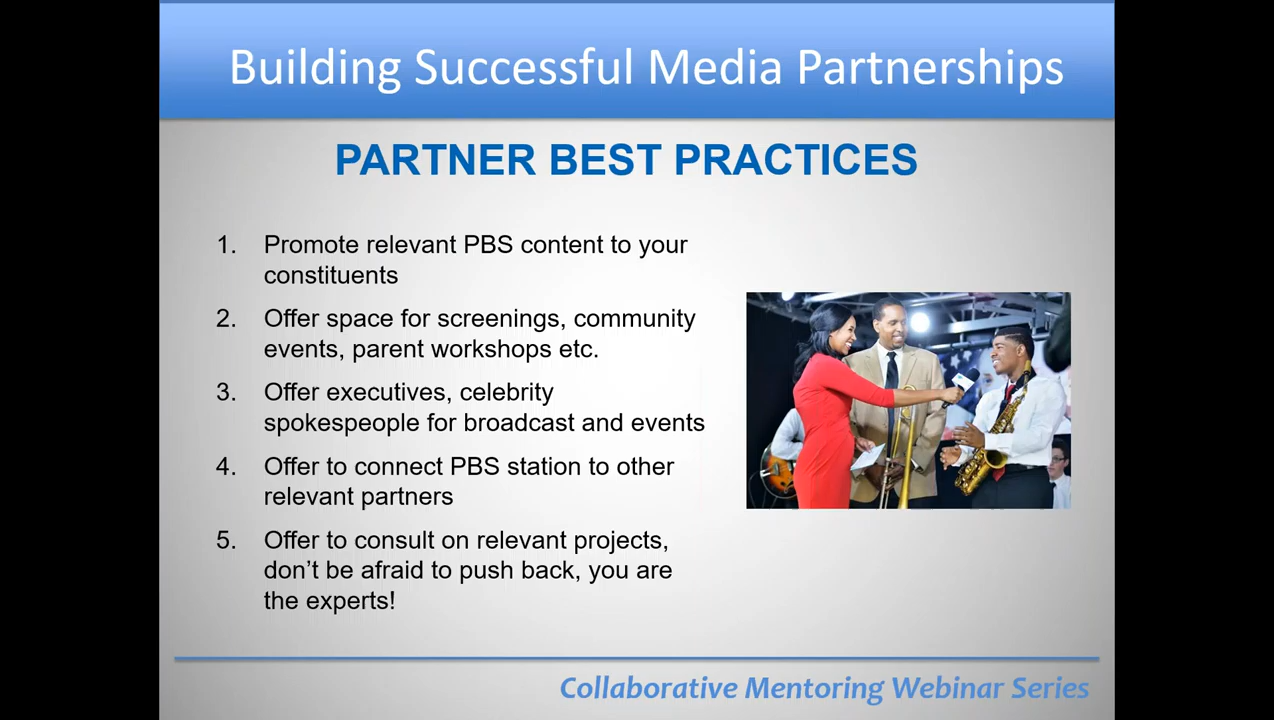 Building Successful Media Partnerships
PARTNER BEST PRACTICES
1. Promote relevant PBS content to your
constituents
2. Offer space for screenings, community
events, parent workshops etc.
3. Offer executives, celebrity
spokespeople for broadcast and events
4. Offer to connect PBS station to other
relevant partners
5. Offer to consult on relevant projects,
don’t be afraid to push back, you are
the experts!
Collaborative Mentoring Webinar Series